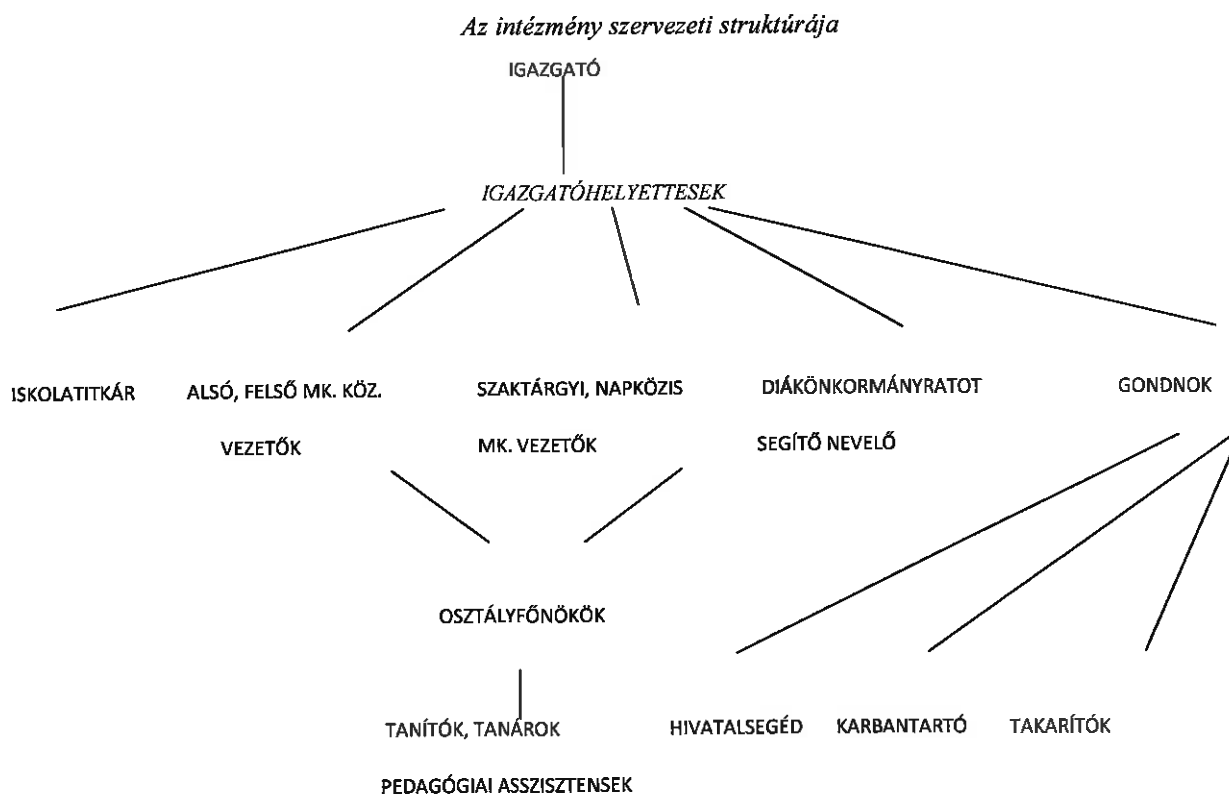 Az intézmény szervezeti struktúrája
IGAZGATÓ
IGAZGATÓHELYETTESEK
ISKOLATITKÁR
ALSÓ, FELSŐ MK. KÖZ.
VEZETŐK
SZAKTÁRGYI, NAPKÖZIS
MK. VEZETŐK
DIÁKÖNKORMÁNYRATOT
SEGÍTŐ NEVELŐ
GONDNOK
OSZTÁLYFŐNÖKÖK
TANÍTÓK, TANÁROK
PEDAGÓGIAI ASSZISZTENSEK
HIVATALSEGÉD
KARBANTARTÓ
TAKARÍTÓK